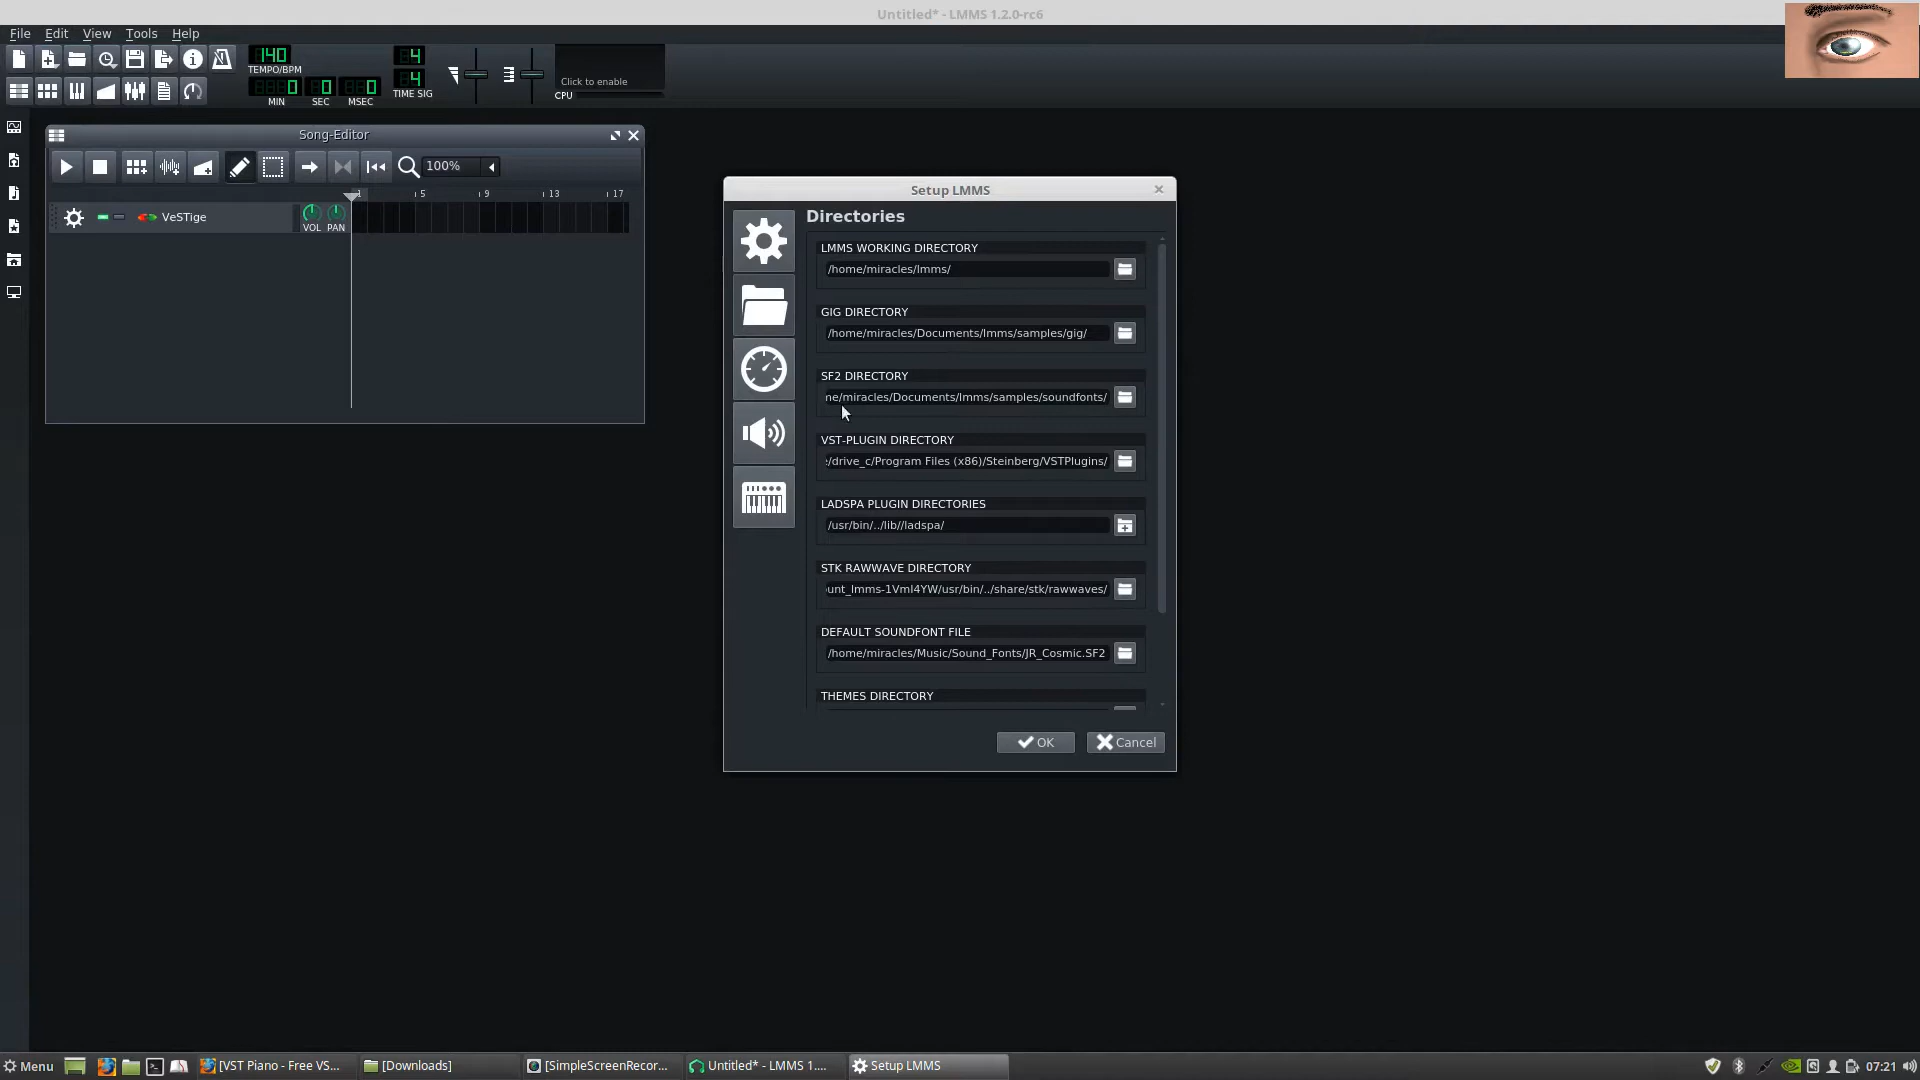 Untitled* - LMMS 1.2.0-rc6
File Edit View Tools Help
140
TEMPO/BPM
0 0 0
MIN SEC MSEC
4
4
TIME SIG
Click to enable
CPU
Song-Editor
100%
1 5 9 13 17
VeSTige
VOL PAN
Setup LMMS
Directories
LMMS WORKING DIRECTORY
/home/miracles/lmms/
GIG DIRECTORY
/home/miracles/Documents/lmms/samples/gig/
SF2 DIRECTORY
ne/miracles/Documents/lmms/samples/soundfonts/
VST-PLUGIN DIRECTORY
:/drive_c/Program Files (x86)/Steinberg/VSTPlugins/
LADSPA PLUGIN DIRECTORIES
/usr/bin/../lib//ladspa/
STK RAWWAVE DIRECTORY
unt_lmms-1Vml4YW/usr/bin/../share/stk/rawwaves/
DEFAULT SOUNDFONT FILE
/home/miracles/Music/Sound_Fonts/JR_Cosmic.SF2
THEMES DIRECTORY
OK Cancel
Menu [VST Piano - Free VS... [Downloads] [SimpleScreenRecor... Untitled* - LMMS 1.... Setup LMMS 07:21